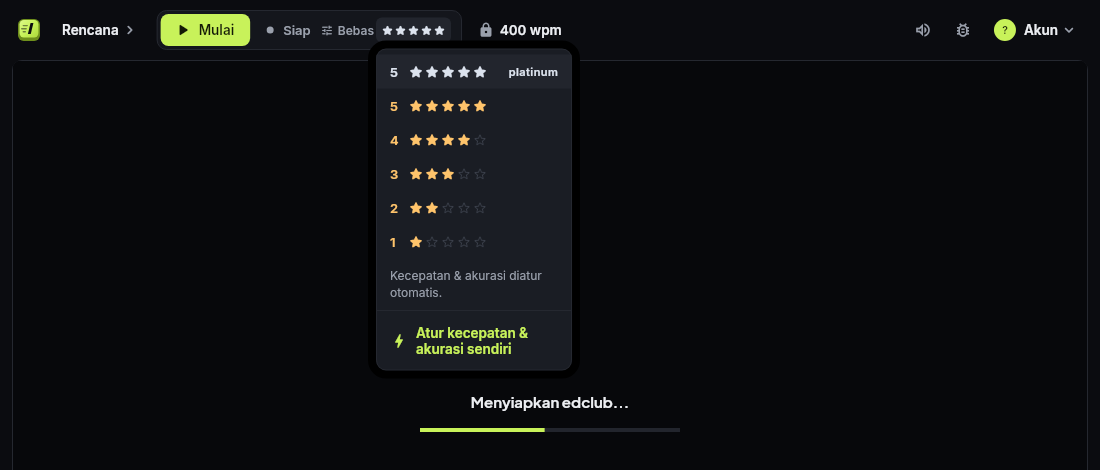 Rencana
Mulai
Siap
Bebas
400 wpm
?
Akun
5 platinum
5
4
3
2
1
Kecepatan & akurasi diatur
otomatis.
Atur kecepatan &
akurasi sendiri
Menyiapkan edclub...